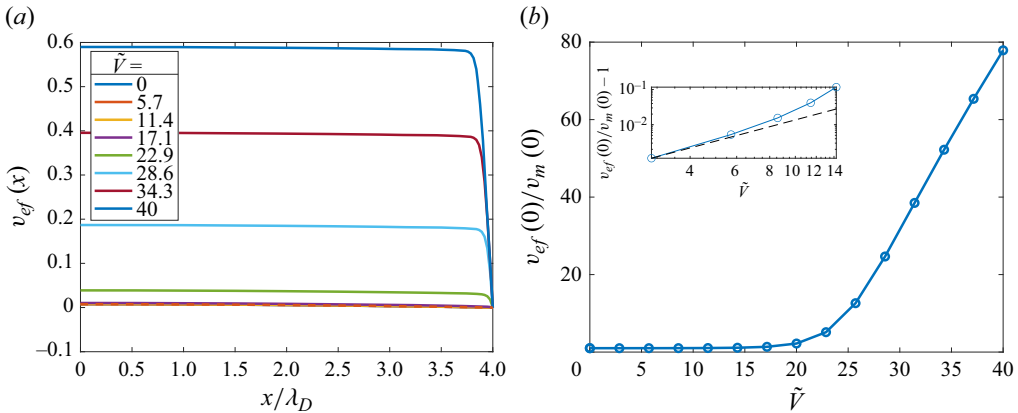 (a)
0.6
0.5
0.4
0.3
0.2
0.1
0
−0.1
v_ef (x)
Ṽ =
0
5.7
11.4
17.1
22.9
28.6
34.3
40
0 0.5 1.0 1.5 2.0 2.5 3.0 3.5 4.0
x/λ_D
(b)
80
60
40
20
v_ef (0)/v_m (0)
0 5 10 15 20 25 30 35 40
Ṽ
v_ef (0)/v_m (0) − 1
10⁻¹
10⁻²
4 6 8 10 12 14
Ṽ